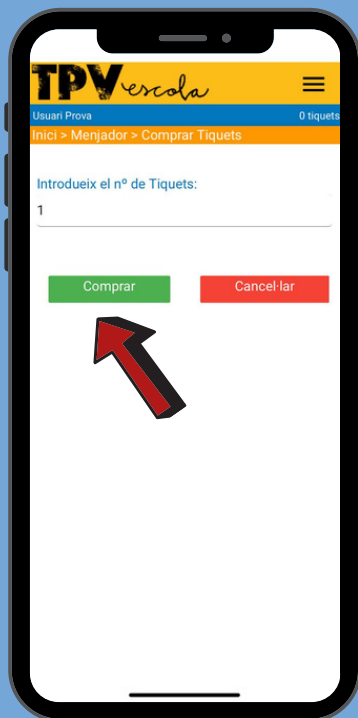 TPV escola
Usuari Prova 0 tiquets
Inici > Menjador > Comprar Tiquets
Introdueix el nº de Tiquets:
1
Comprar Cancel·lar